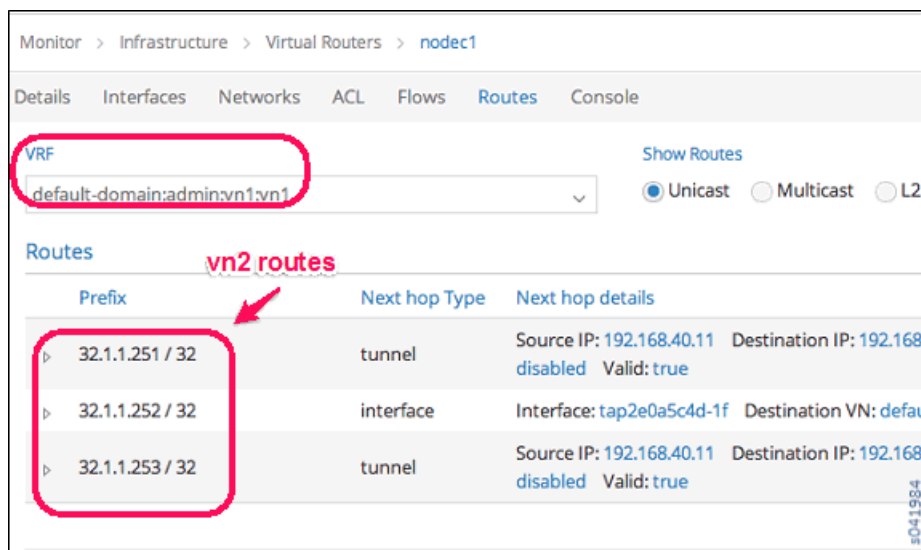 Monitor > Infrastructure > Virtual Routers > nodec1
Details Interfaces Networks ACL Flows Routes Console
VRF Show Routes
default-domain:admin:vn1:vn1 Unicast Multicast L2
Routes
vn2 routes
Prefix Next hop Type Next hop details
32.1.1.251 / 32 tunnel Source IP: 192.168.40.11 Destination IP: 192.168
disabled Valid: true
32.1.1.252 / 32 interface Interface: tap2e0a5c4d-1f Destination VN: defau
32.1.1.253 / 32 tunnel Source IP: 192.168.40.11 Destination IP: 192.168
disabled Valid: true
s041984